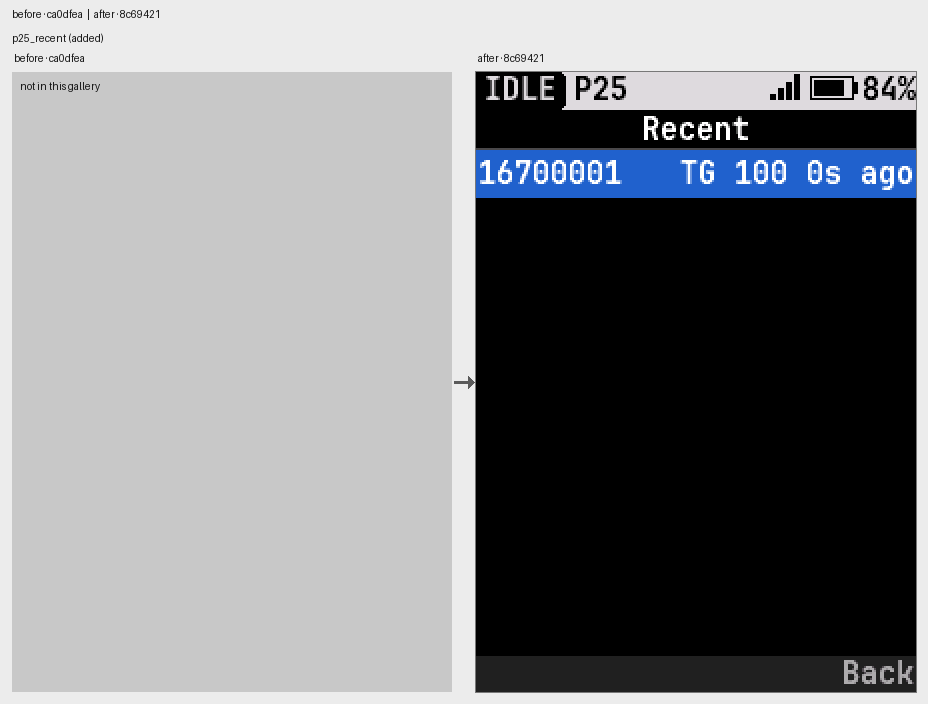 before · ca0dfea | after · 8c69421
p25_recent (added)
before · ca0dfea
after · 8c69421
not in this gallery
IDLE P25 84%
Recent
16700001 TG 100 0s ago
Back